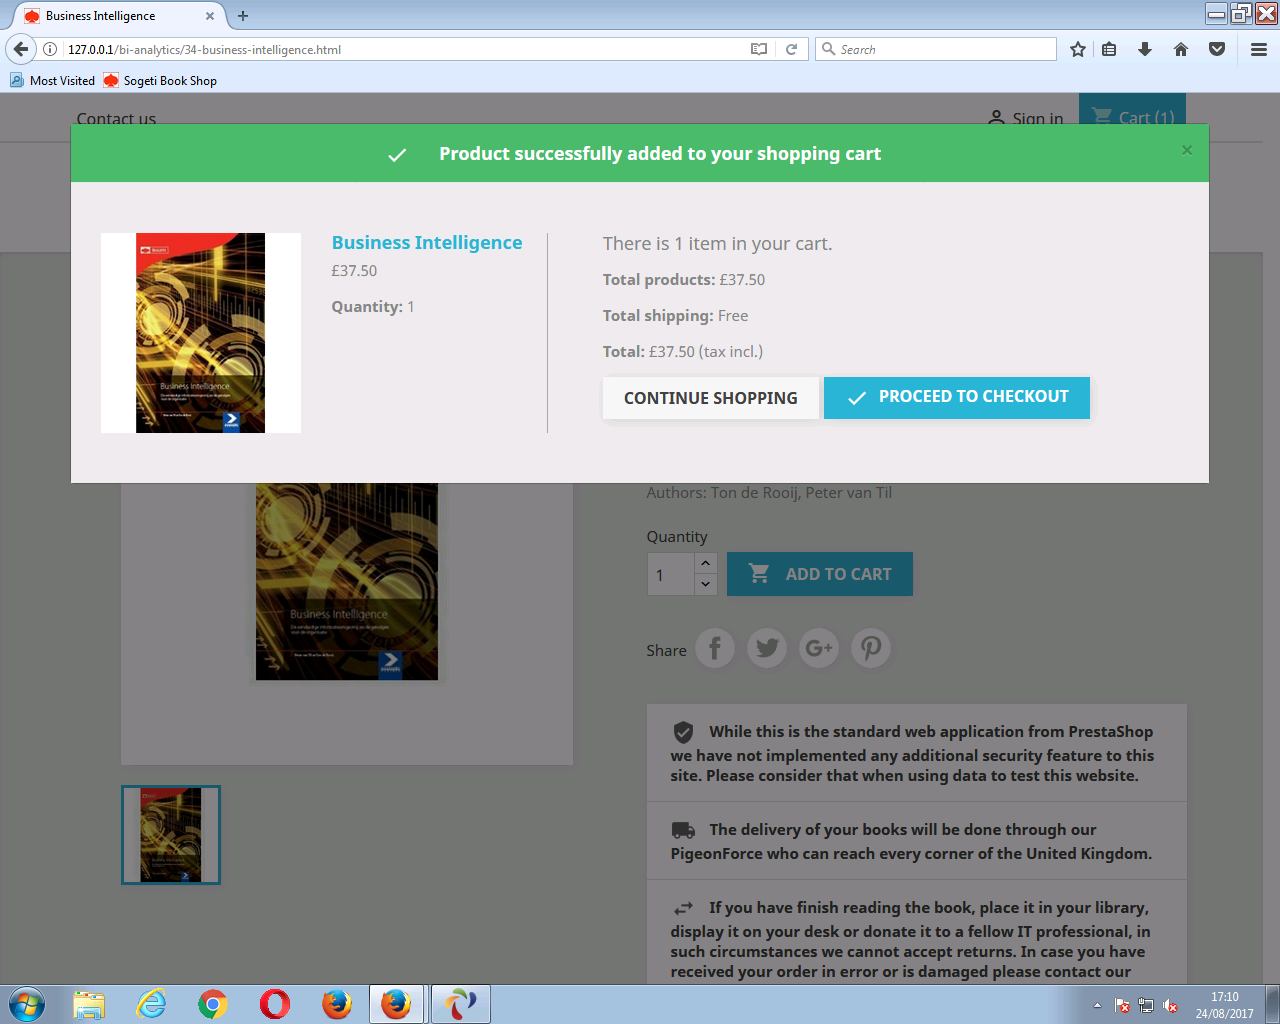 Business Intelligence
127.0.0.1/bi-analytics/34-business-intelligence.html
Search
Most Visited
Sogeti Book Shop
Contact us
Sign in
Cart (1)
Product successfully added to your shopping cart
Business Intelligence
£37.50
Quantity: 1
There is 1 item in your cart.
Total products: £37.50
Total shipping: Free
Total: £37.50 (tax incl.)
CONTINUE SHOPPING
PROCEED TO CHECKOUT
Business Intelligence
Authors: Ton de Rooij, Peter van Til
Quantity
1
ADD TO CART
Business Intelligence
Share
While this is the standard web application from PrestaShop
we have not implemented any additional security feature to this
site. Please consider that when using data to test this website.
The delivery of your books will be done through our
PigeonForce who can reach every corner of the United Kingdom.
If you have finish reading the book, place it in your library,
display it on your desk or donate it to a fellow IT professional, in
such circumstances we cannot accept returns. In case you have
received your order in error or is damaged please contact our
17:10
24/08/2017